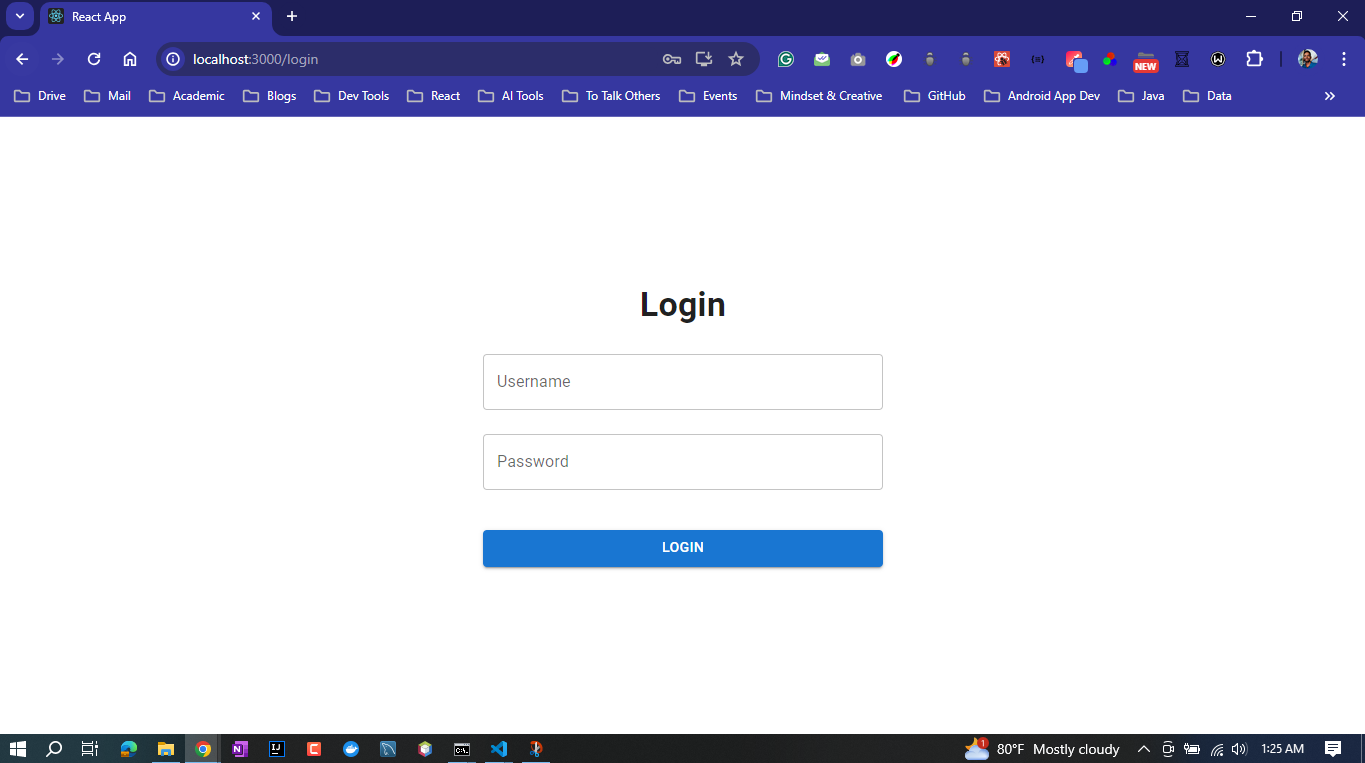 React App
localhost:3000/login
NEW
Drive Mail Academic Blogs Dev Tools React AI Tools To Talk Others Events Mindset & Creative GitHub Android App Dev Java Data
Login
Username
Password
LOGIN
1 80°F Mostly cloudy 1:25 AM